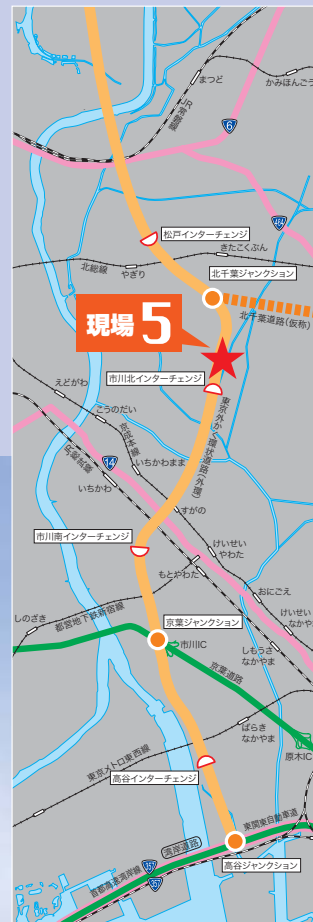 まつど
かみほんごう
JR常磐線
6
464
松戸インターチェンジ
きたこくぶん
北総線
やぎり
北千葉ジャンクション
北千葉道路(仮称)
現場5
市川北インターチェンジ
えどがわ
こうのだい
京成本線
東京外かく環状道路(外環)
14
いちかわまま
JR総武線
いちかわ
すがの
市川南インターチェンジ
けいせい
やわた
もとやわた
おにごえ
しのざき
都営地下鉄新宿線
京葉ジャンクション
けいせい
なかやま
市川IC
しもうさ
なかやま
京葉道路
ばらき
なかやま
原木IC
東京メトロ東西線
高谷インターチェンジ
東関東自動車道
湾岸道路
357
357
首都高速湾岸線
高谷ジャンクション